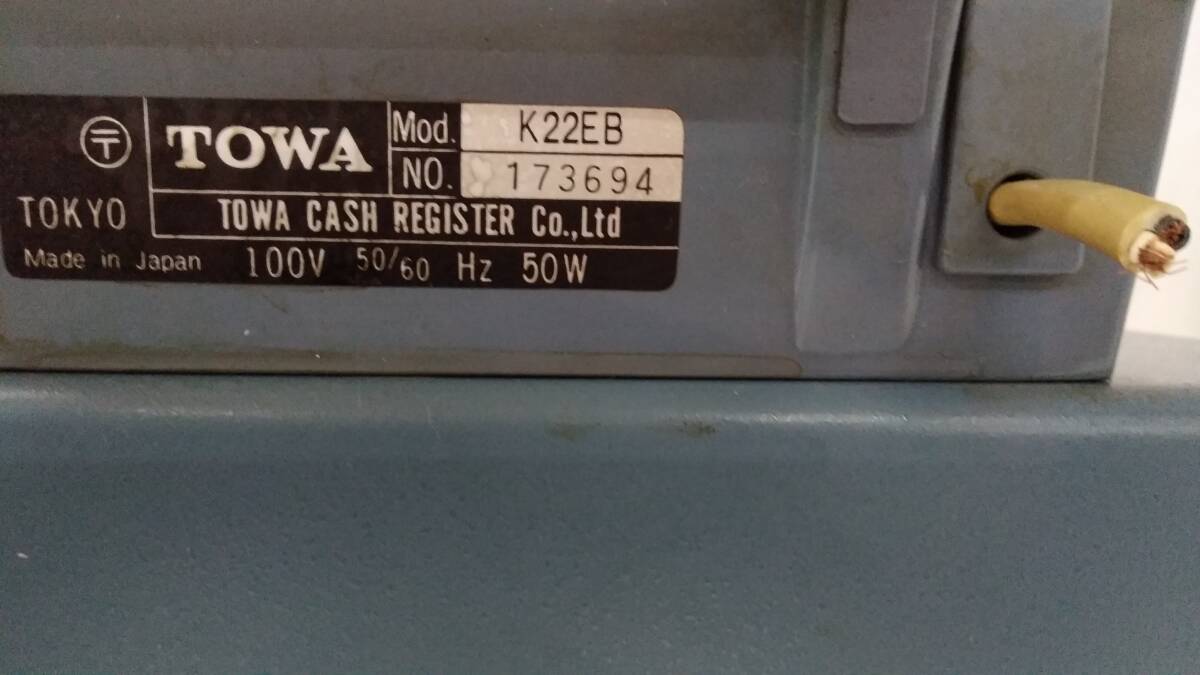 〒
TOKYO
Made in Japan
TOWA
Mod. K22EB
NO. 173694
TOWA CASH REGISTER Co.,Ltd
100V 50/60 Hz 50W